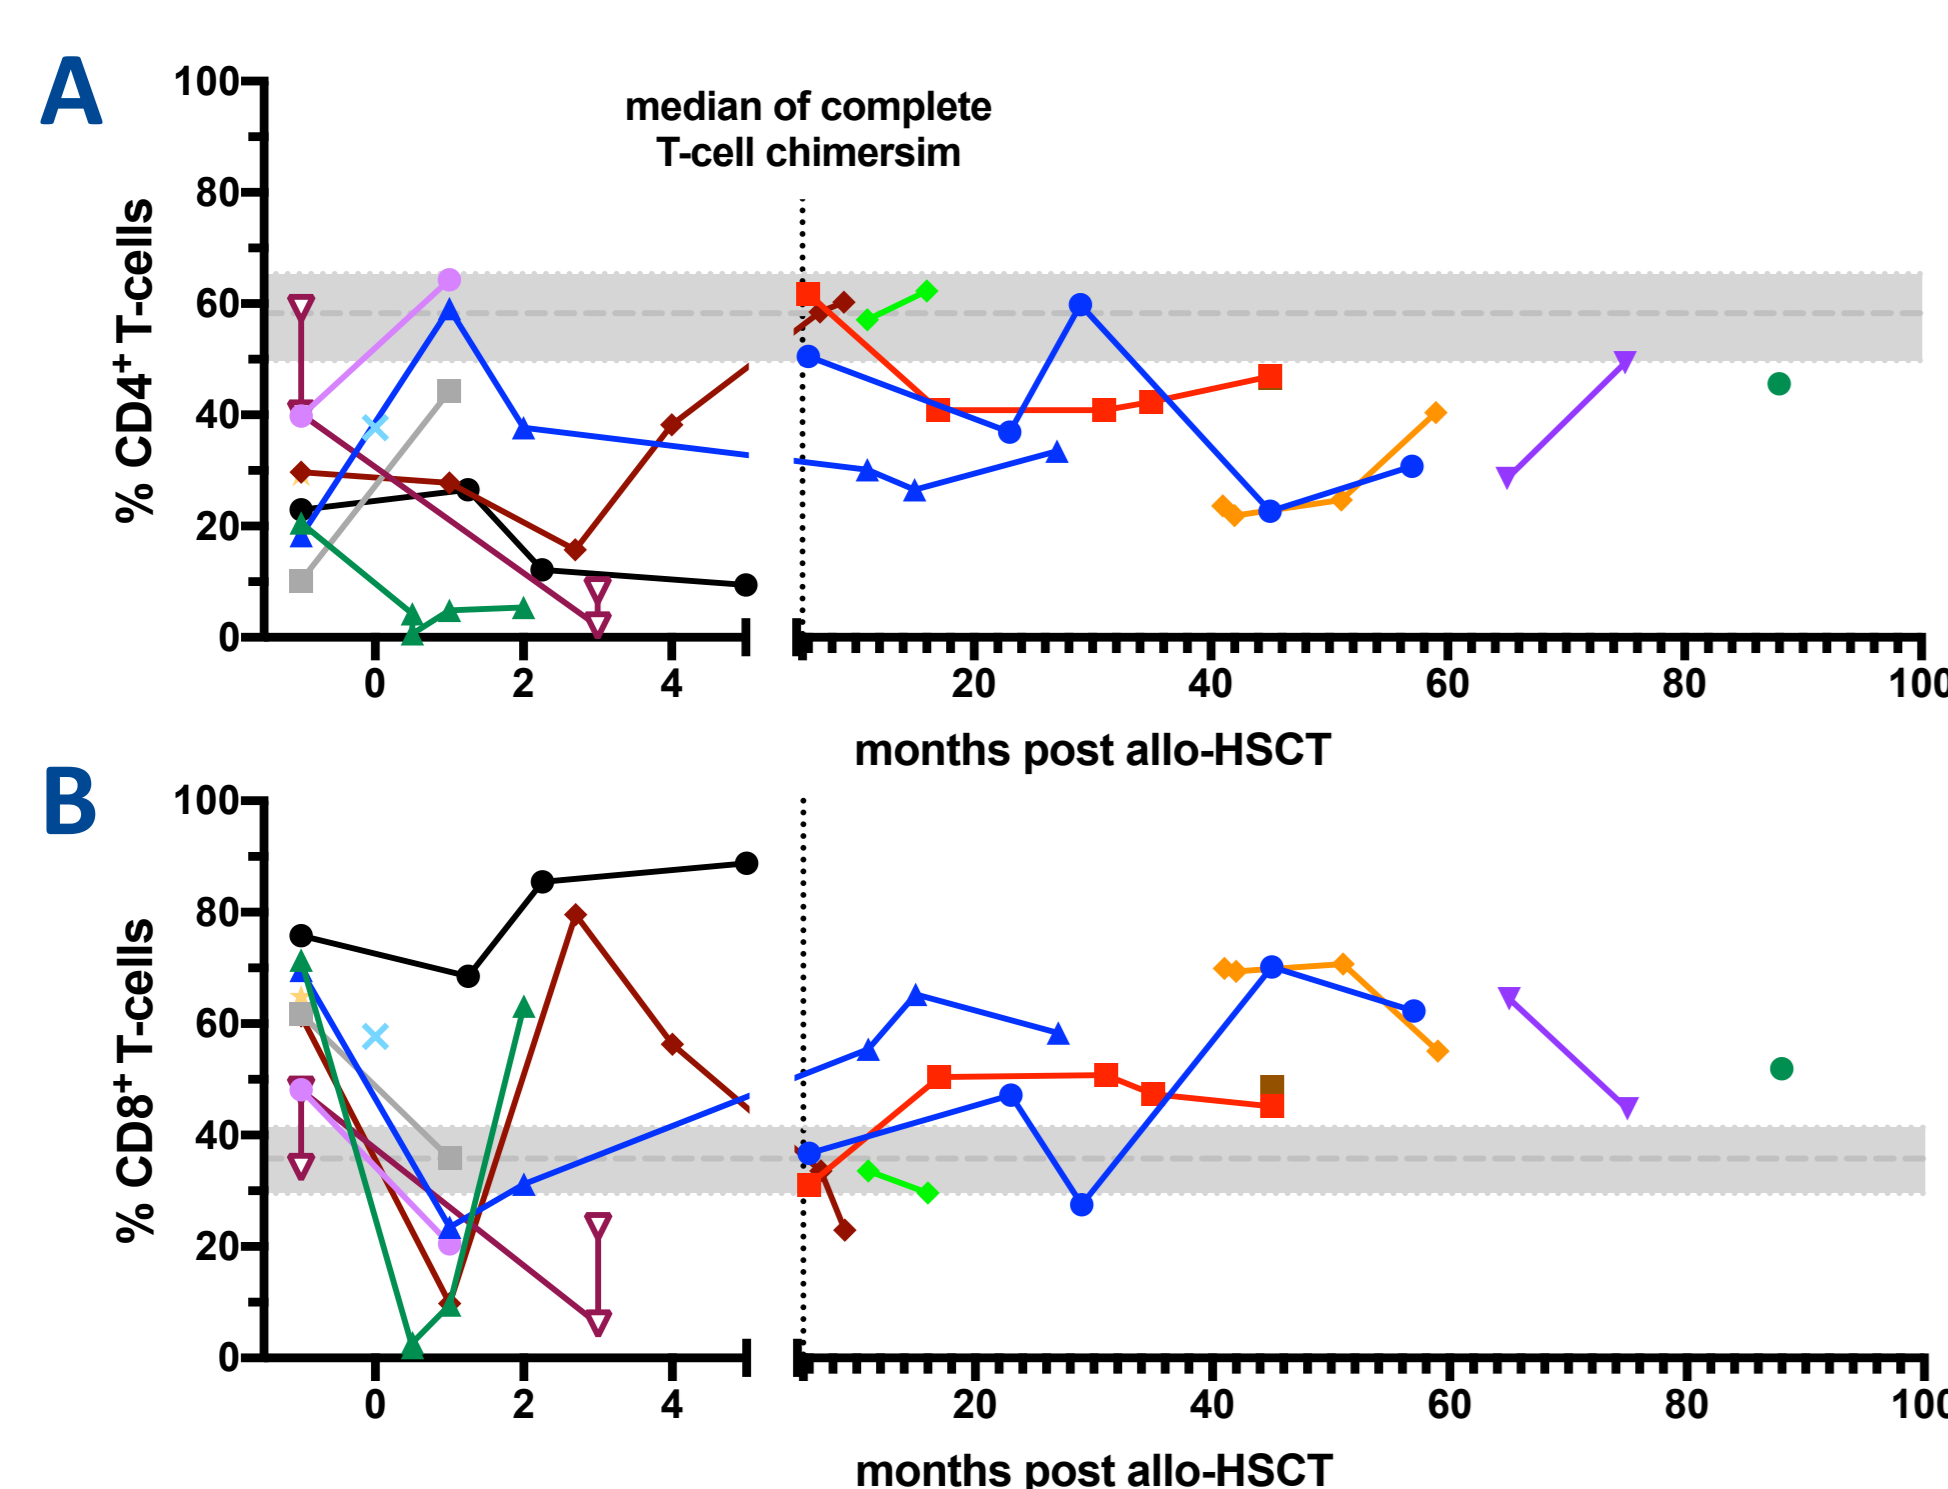 A
100
80
60
40
20
0
% CD4+ T-cells
median of complete
T-cell chimersim
0 2 4 20 40 60 80 100
months post allo-HSCT
B
100
80
60
40
20
0
% CD8+ T-cells
0 2 4 20 40 60 80 100
months post allo-HSCT